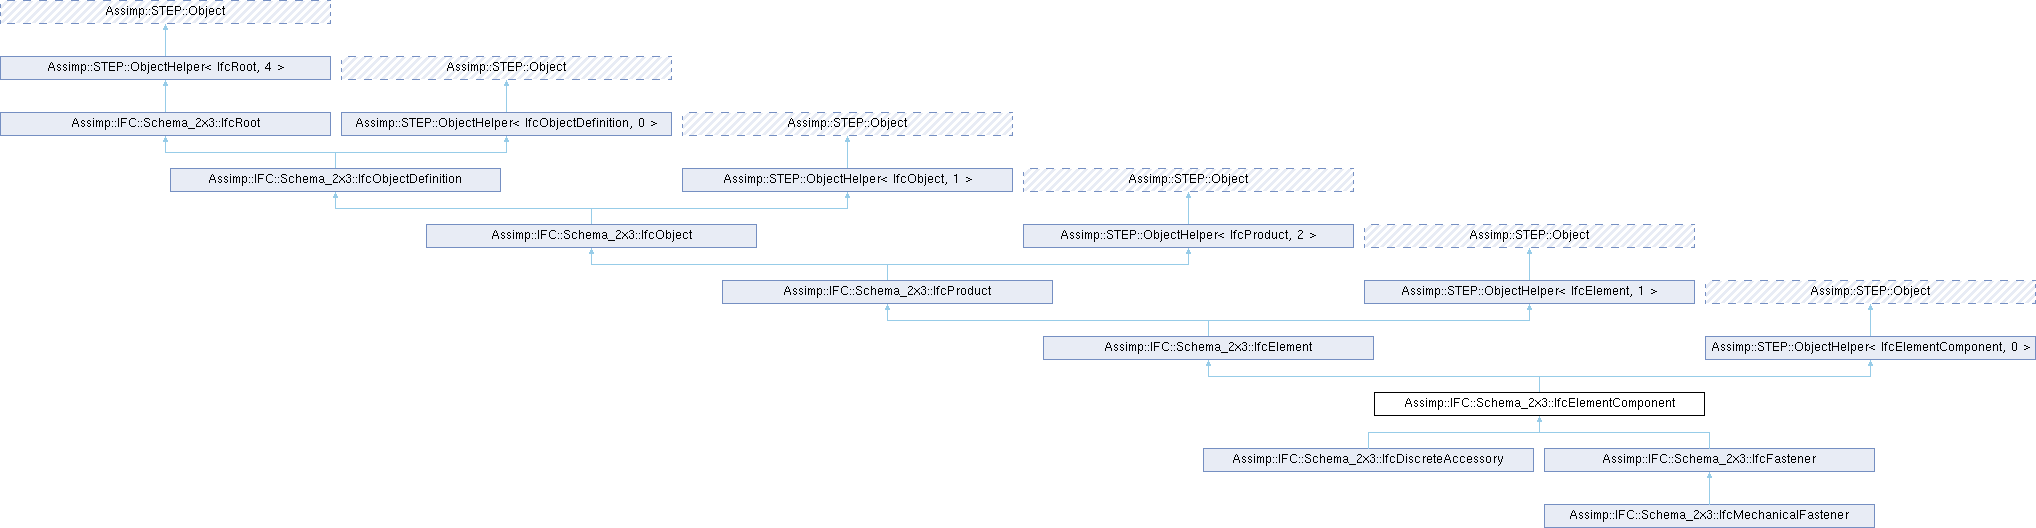 Assimp::STEP::Object
Assimp::STEP::ObjectHelper< IfcRoot, 4 >
Assimp::STEP::Object
Assimp::IFC::Schema_2x3::IfcRoot
Assimp::STEP::ObjectHelper< IfcObjectDefinition, 0 >
Assimp::STEP::Object
Assimp::IFC::Schema_2x3::IfcObjectDefinition
Assimp::STEP::ObjectHelper< IfcObject, 1 >
Assimp::STEP::Object
Assimp::IFC::Schema_2x3::IfcObject
Assimp::STEP::ObjectHelper< IfcProduct, 2 >
Assimp::STEP::Object
Assimp::IFC::Schema_2x3::IfcProduct
Assimp::STEP::ObjectHelper< IfcElement, 1 >
Assimp::STEP::Object
Assimp::IFC::Schema_2x3::IfcElement
Assimp::STEP::ObjectHelper< IfcElementComponent, 0 >
Assimp::IFC::Schema_2x3::IfcElementComponent
Assimp::IFC::Schema_2x3::IfcDiscreteAccessory
Assimp::IFC::Schema_2x3::IfcFastener
Assimp::IFC::Schema_2x3::IfcMechanicalFastener